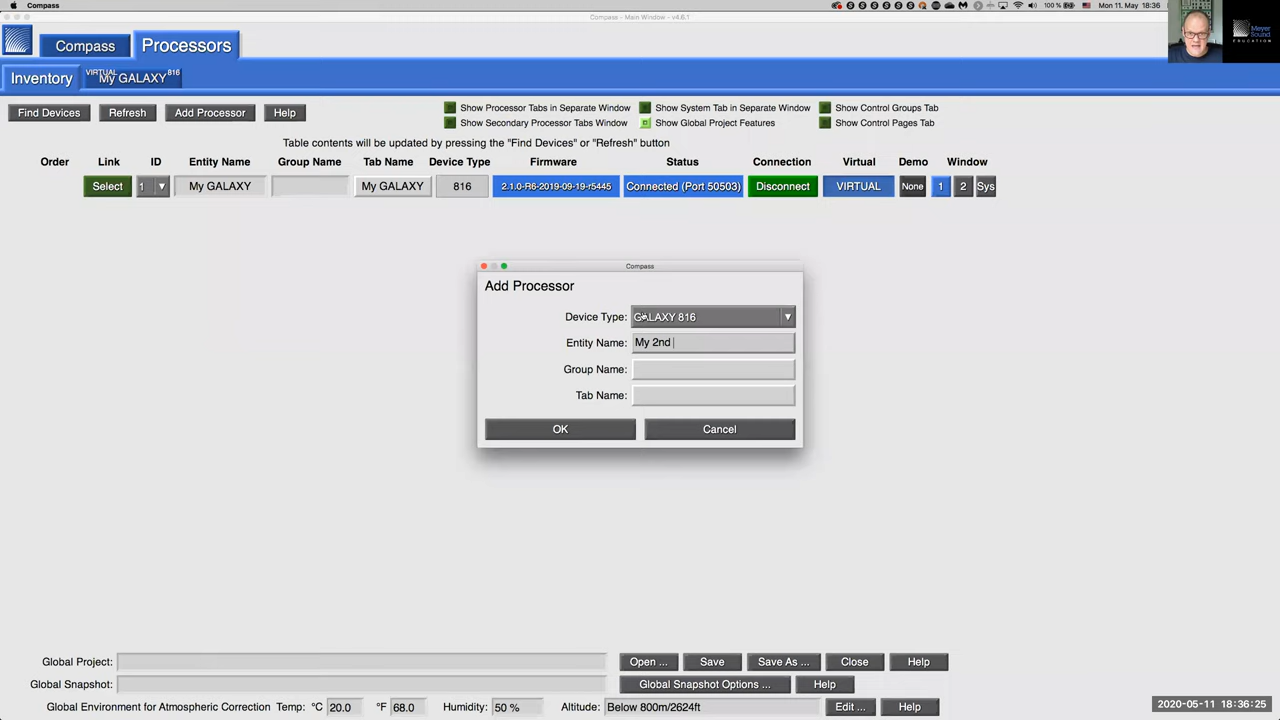 Compass
100 %
Mon 11. May 18:36
Compass - Main Window - v4.6.1
Compass
Processors
Meyer Sound
EDUCATION
Inventory
VIRTUAL
My GALAXY 816
Find Devices
Refresh
Add Processor
Help
Show Processor Tabs in Separate Window
Show System Tab in Separate Window
Show Control Groups Tab
Show Secondary Processor Tabs Window
Show Global Project Features
Show Control Pages Tab
Table contents will be updated by pressing the "Find Devices" or "Refresh" button
Order Link ID Entity Name Group Name Tab Name Device Type Firmware Status Connection Virtual Demo Window
Select 1 My GALAXY My GALAXY 816 2.1.0-R6-2019-09-19-r5445 Connected (Port 50503) Disconnect VIRTUAL None 1 2 Sys
Compass
Add Processor
Device Type: GALAXY 816
Entity Name: My 2nd
Group Name:
Tab Name:
OK
Cancel
Global Project:
Open ...
Save
Save As ...
Close
Help
Global Snapshot:
Global Snapshot Options ...
Help
Global Environment for Atmospheric Correction Temp: °C 20.0 °F 68.0 Humidity: 50 % Altitude: Below 800m/2624ft
Edit ...
Help
2020-05-11 18:36:25